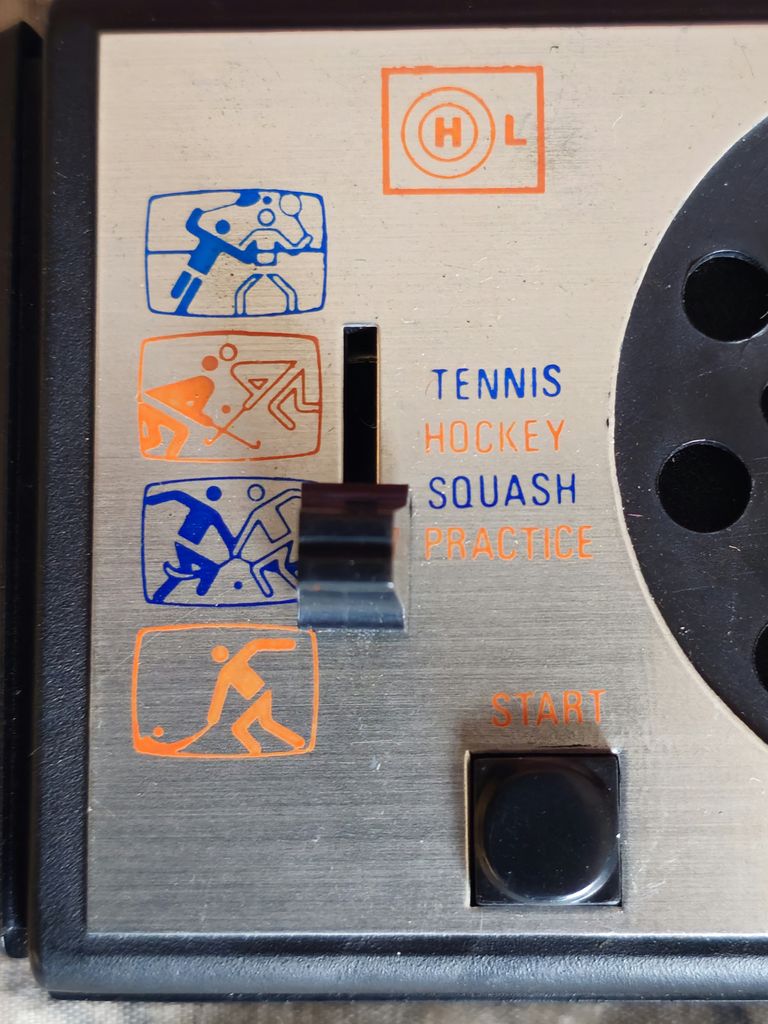 H L
TENNIS
HOCKEY
SQUASH
PRACTICE
START